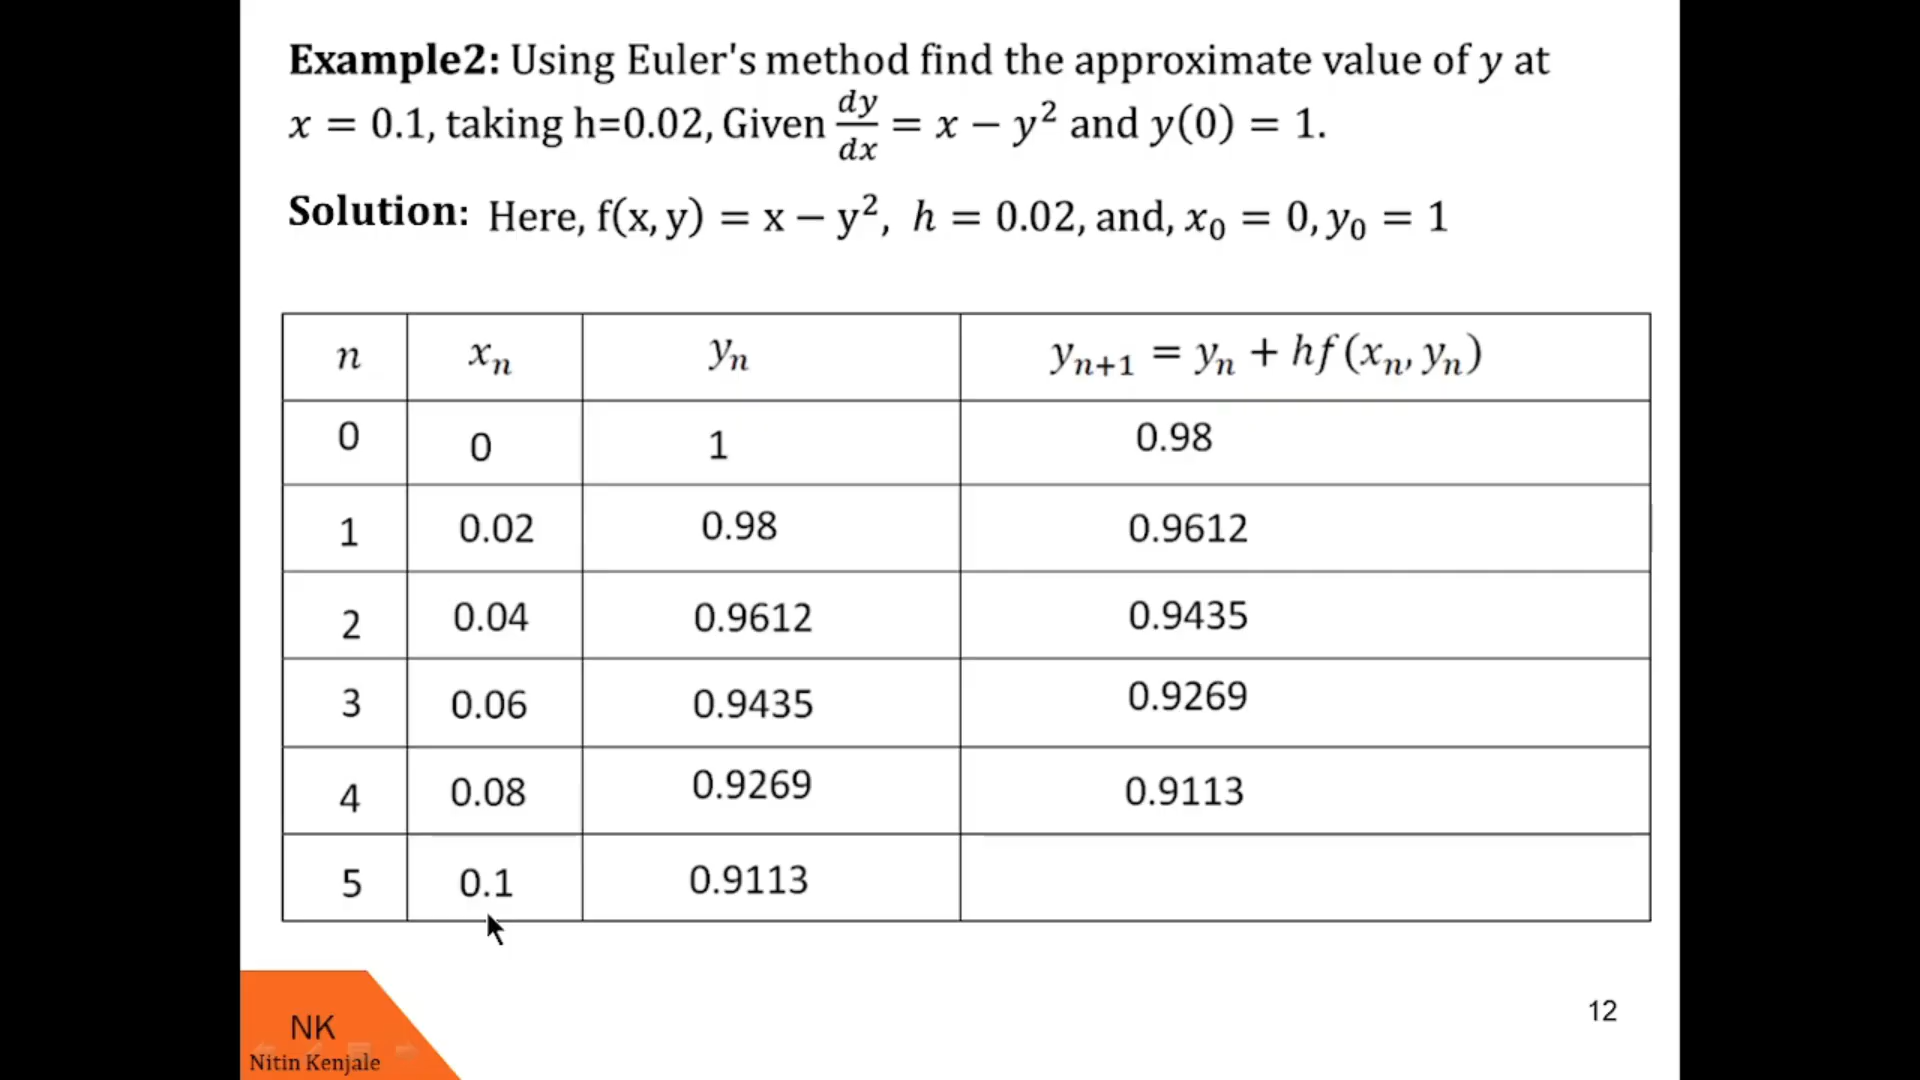 Example2: Using Euler's method find the approximate value of y at
x = 0.1, taking h=0.02, Given dy/dx = x − y² and y(0) = 1.
Solution: Here, f(x, y) = x − y², h = 0.02, and, x₀ = 0, y₀ = 1
n xₙ yₙ yₙ₊₁ = yₙ + hf(xₙ, yₙ)
0 0 1 0.98
1 0.02 0.98 0.9612
2 0.04 0.9612 0.9435
3 0.06 0.9435 0.9269
4 0.08 0.9269 0.9113
5 0.1 0.9113
12
NK
Nitin Kenjale